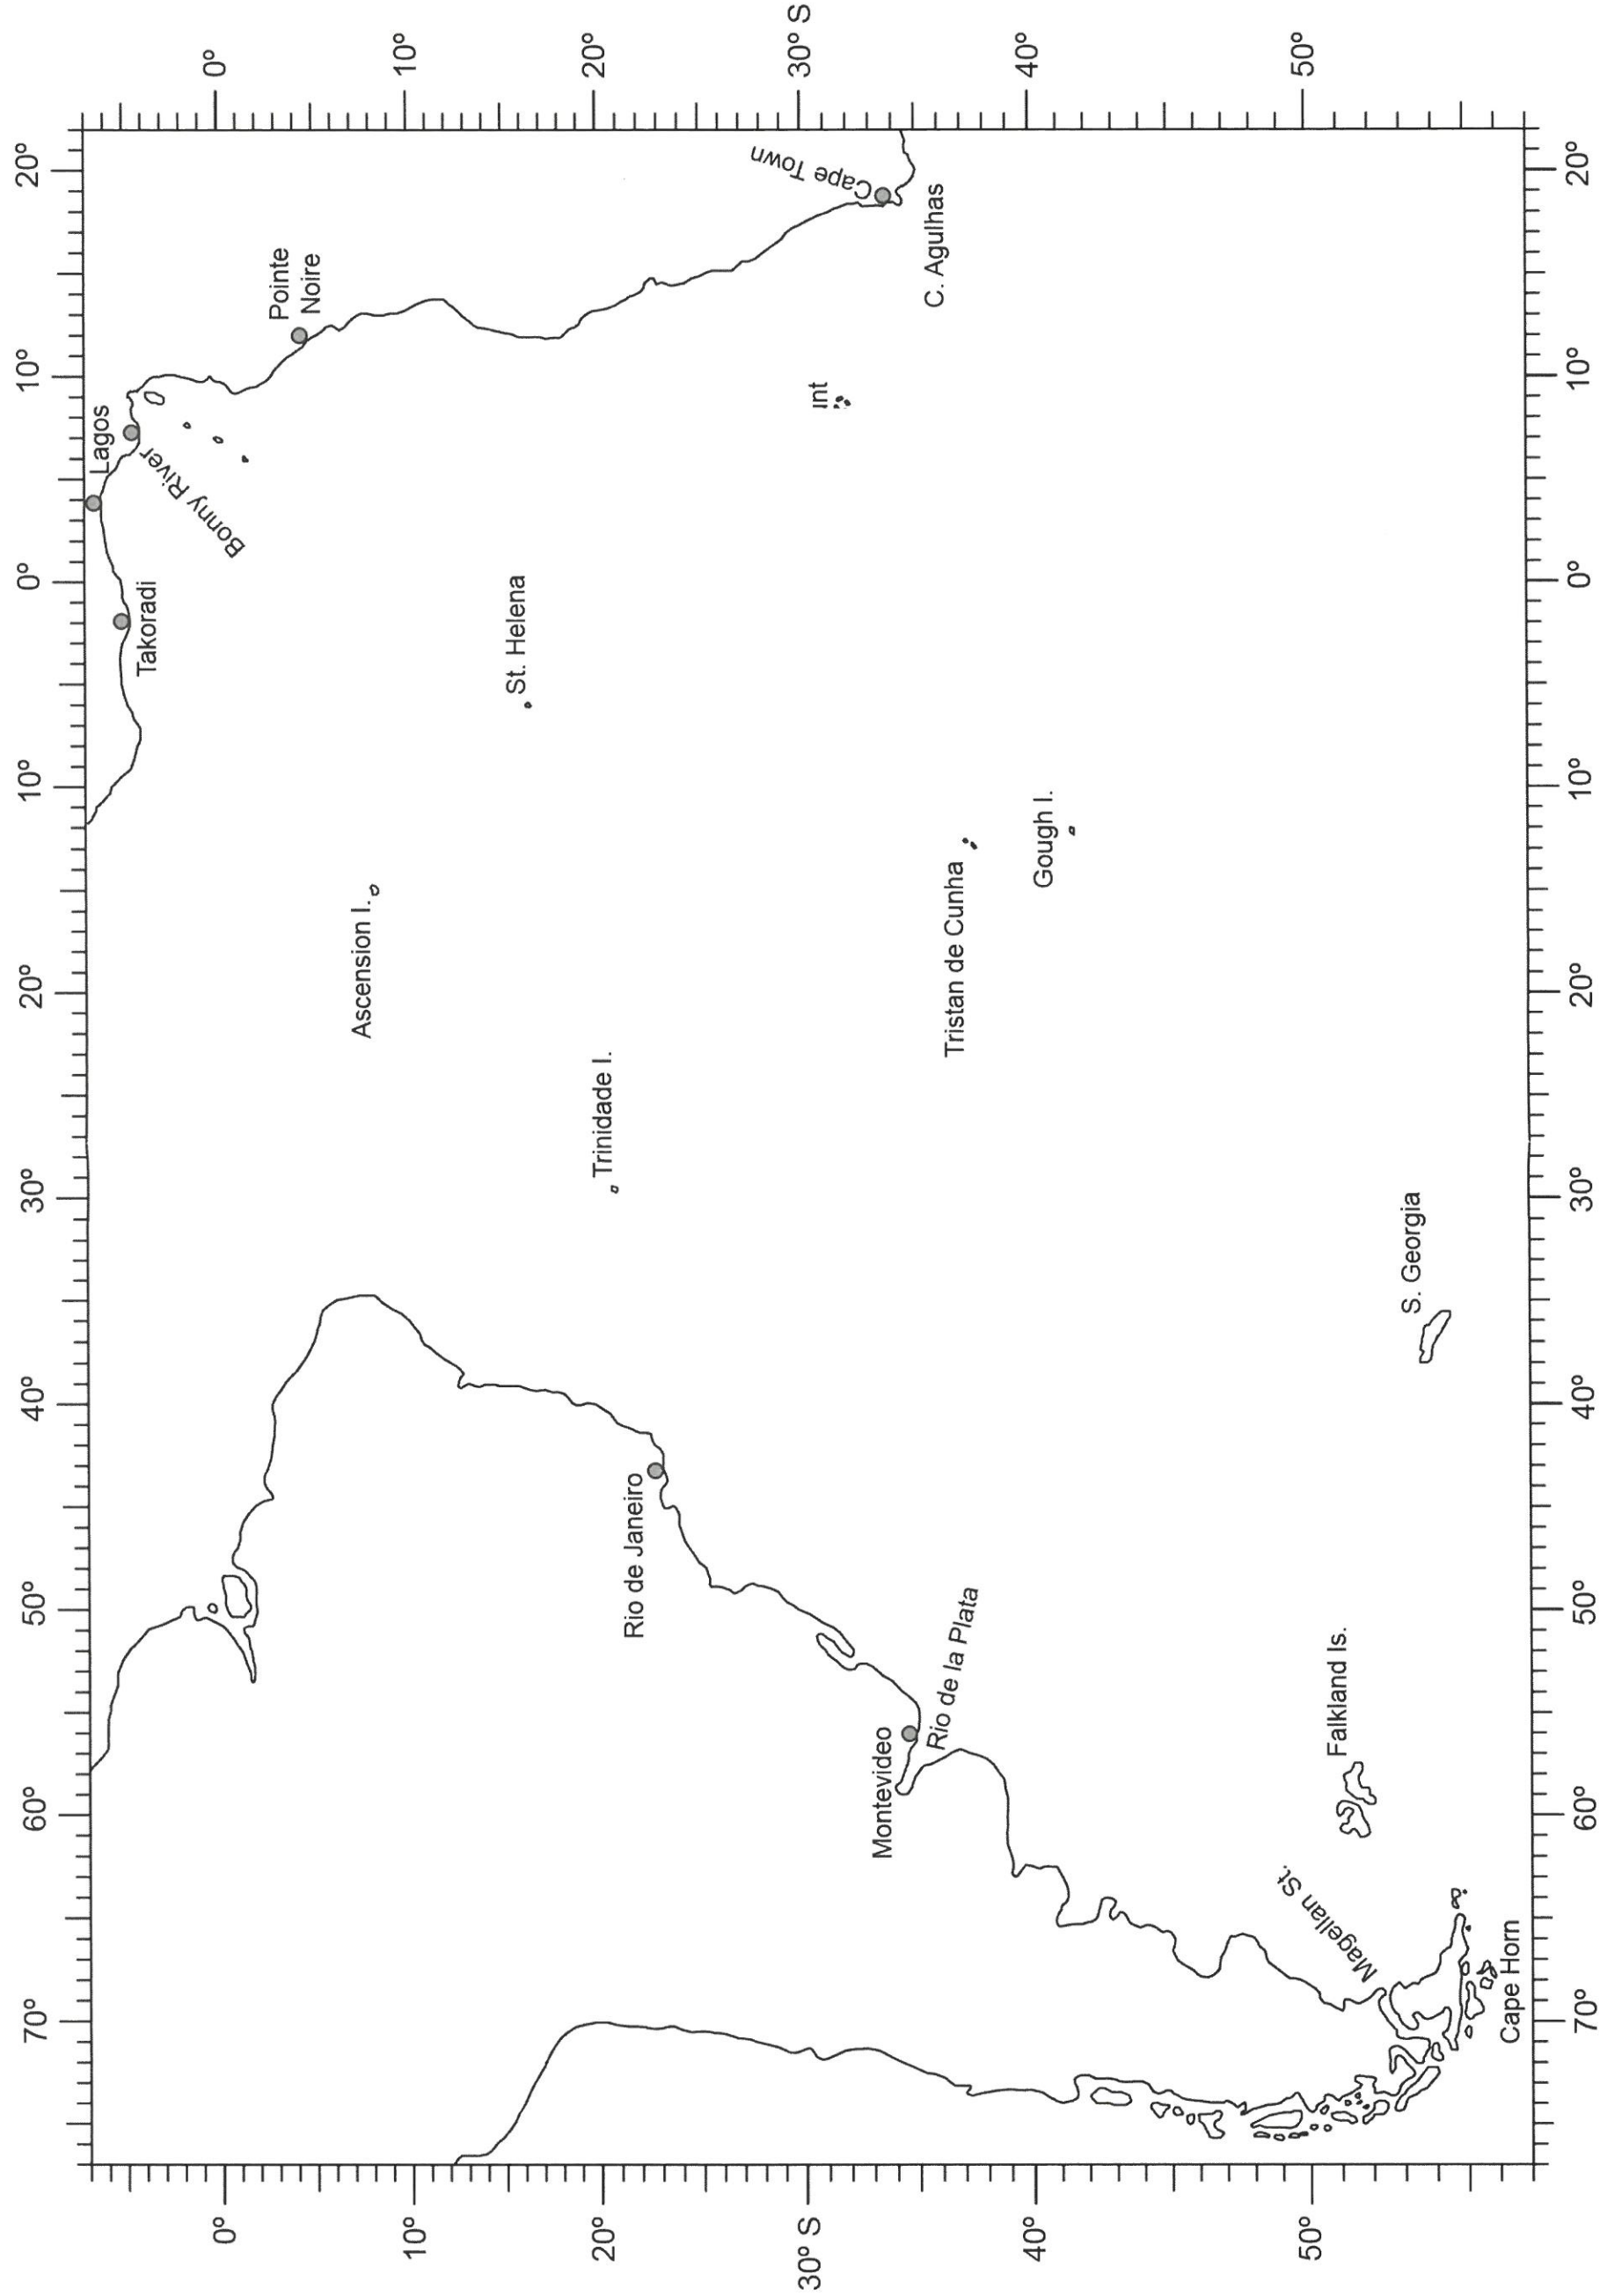 70° 60° 50° 40° 30° 20° 10° 0° 10° 20°
Lagos
Takoradi
Bonny River
0° 0°
Pointe
Noire
Ascension I.
10° 10°
St. Helena
20° Trinidade I. 20°
Rio de Janeiro
Cape Town
30° S 30° S
Montevideo
C. Agulhas
Rio de la Plata
Tristan de Cunha
40° Gough I. 40°
Magellan St.
50° 50°
Falkland Is.
S. Georgia
Cape Horn
70° 60° 50° 40° 30° 20° 10° 0° 10° 20°